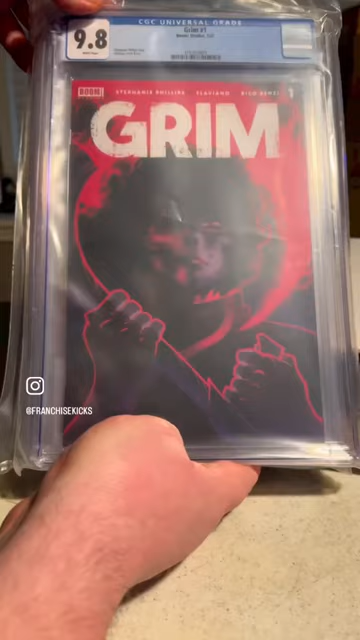 CGC UNIVERSAL GRADE
9.8
Grim #1
BOOM!
STEPHANIE PHILLIPS FLAVIANO RICO RENZI
1
GRIM
@FRANCHISEKICKS